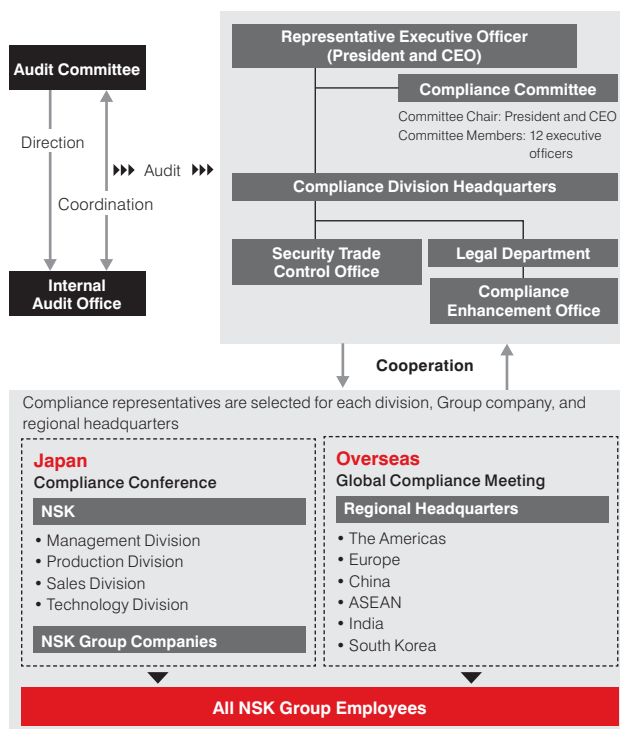 Audit Committee
Direction
Coordination
Audit
Internal
Audit Office
Representative Executive Officer
(President and CEO)
Compliance Committee
Committee Chair: President and CEO
Committee Members: 12 executive
officers
Compliance Division Headquarters
Security Trade
Control Office
Legal Department
Compliance
Enhancement Office
Cooperation
Compliance representatives are selected for each division, Group company, and
regional headquarters
Japan
Compliance Conference
NSK
• Management Division
• Production Division
• Sales Division
• Technology Division
NSK Group Companies
Overseas
Global Compliance Meeting
Regional Headquarters
• The Americas
• Europe
• China
• ASEAN
• India
• South Korea
All NSK Group Employees